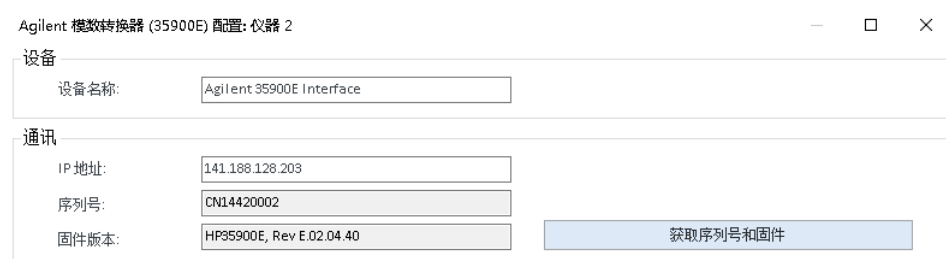 Agilent 模数转换器 (35900E) 配置: 仪器 2
设备
设备名称: Agilent 35900E Interface
通讯
IP 地址: 141.188.128.203
序列号: CN14420002
固件版本: HP35900E, Rev E.02.04.40 获取序列号和固件